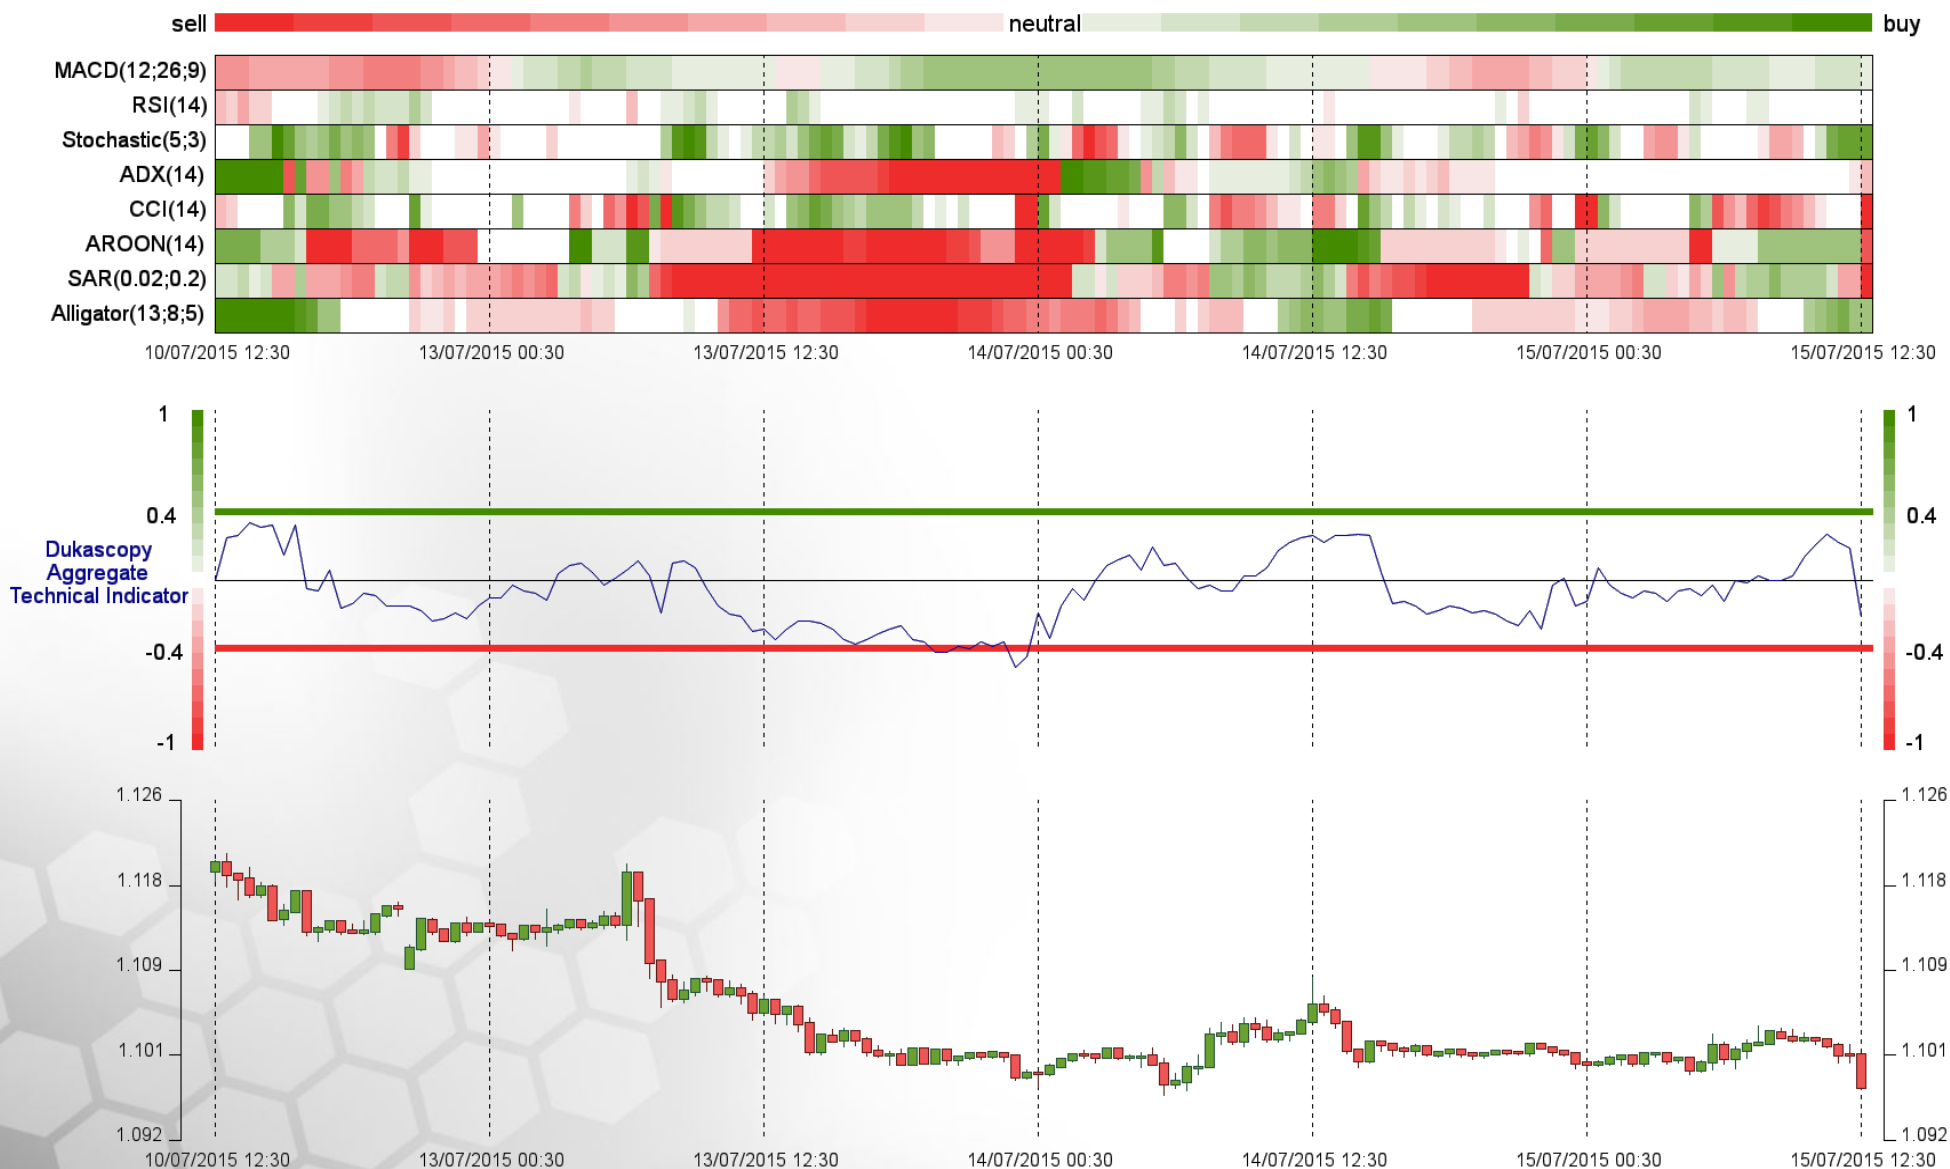 sell neutral buy
MACD(12;26;9)
RSI(14)
Stochastic(5;3)
ADX(14)
CCI(14)
AROON(14)
SAR(0.02;0.2)
Alligator(13;8;5)
10/07/2015 12:30 13/07/2015 00:30 13/07/2015 12:30 14/07/2015 00:30 14/07/2015 12:30 15/07/2015 00:30 15/07/2015 12:30
1 1
0.4 0.4
Dukascopy
Aggregate
Technical Indicator
-0.4 -0.4
-1 -1
1.126 1.126
1.118 1.118
1.109 1.109
1.101 1.101
1.092 1.092
10/07/2015 12:30 13/07/2015 00:30 13/07/2015 12:30 14/07/2015 00:30 14/07/2015 12:30 15/07/2015 00:30 15/07/2015 12:30